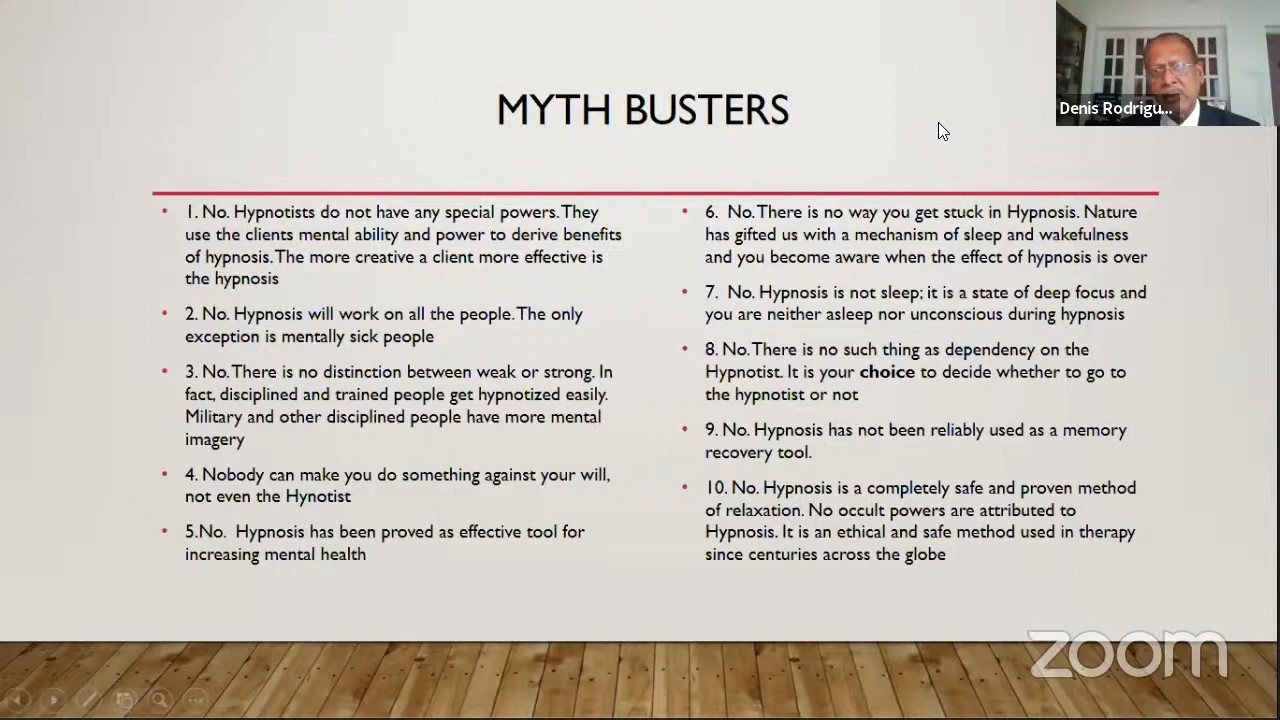 MYTH BUSTERS
Denis Rodrigu...
1. No. Hypnotists do not have any special powers. They
use the clients mental ability and power to derive benefits
of hypnosis. The more creative a client more effective is
the hypnosis
2. No. Hypnosis will work on all the people. The only
exception is mentally sick people
3. No. There is no distinction between weak or strong. In
fact, disciplined and trained people get hypnotized easily.
Military and other disciplined people have more mental
imagery
4. Nobody can make you do something against your will,
not even the Hynotist
5.No. Hypnosis has been proved as effective tool for
increasing mental health
6. No. There is no way you get stuck in Hypnosis. Nature
has gifted us with a mechanism of sleep and wakefulness
and you become aware when the effect of hypnosis is over
7. No. Hypnosis is not sleep; it is a state of deep focus and
you are neither asleep nor unconscious during hypnosis
8. No. There is no such thing as dependency on the
Hypnotist. It is your choice to decide whether to go to
the hypnotist or not
9. No. Hypnosis has not been reliably used as a memory
recovery tool.
10. No. Hypnosis is a completely safe and proven method
of relaxation. No occult powers are attributed to
Hypnosis. It is an ethical and safe method used in therapy
since centuries across the globe
zoom